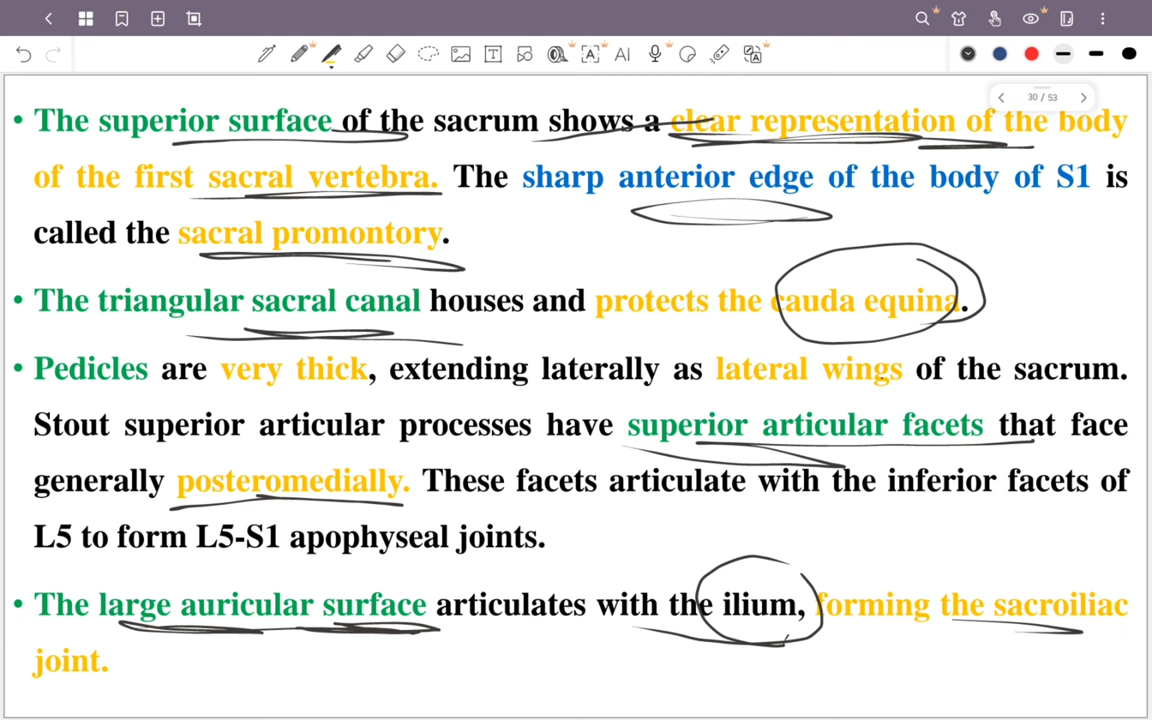 AI
30 / 53
• The superior surface of the sacrum shows a clear representation of the body
of the first sacral vertebra. The sharp anterior edge of the body of S1 is
called the sacral promontory.
• The triangular sacral canal houses and protects the cauda equina.
• Pedicles are very thick, extending laterally as lateral wings of the sacrum.
Stout superior articular processes have superior articular facets that face
generally posteromedially. These facets articulate with the inferior facets of
L5 to form L5-S1 apophyseal joints.
• The large auricular surface articulates with the ilium, forming the sacroiliac
joint.